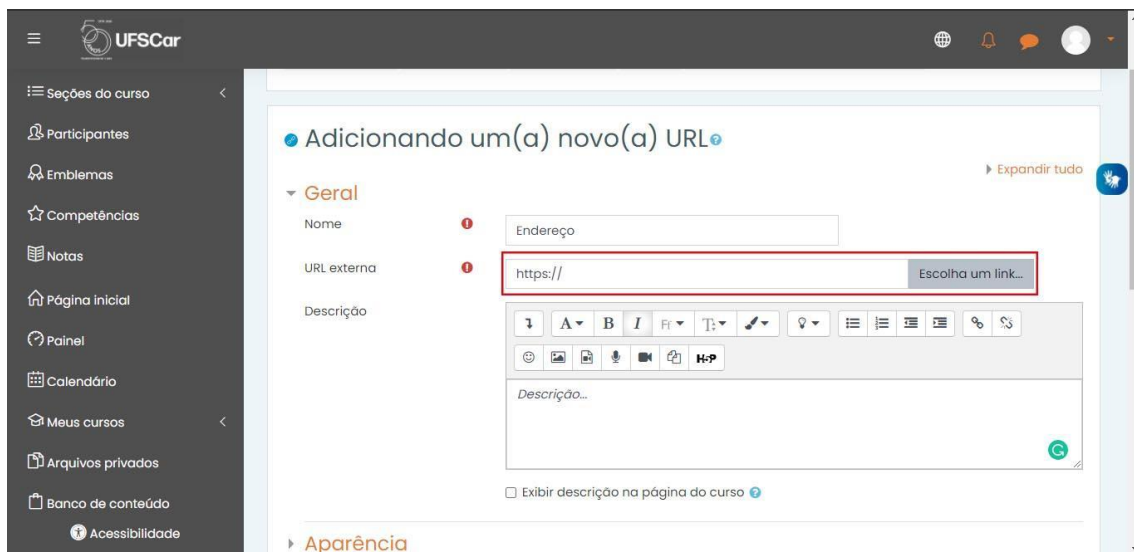 UFSCar
Seções do curso
Participantes
Emblemas
Competências
Notas
Página inicial
Painel
Calendário
Meus cursos
Arquivos privados
Banco de conteúdo
Acessibilidade
Adicionando um(a) novo(a) URL
Expandir tudo
Geral
Nome
Endereço
URL externa
https:// Escolha um link...
Descrição
A B I Fr T
H-P
Descrição...
Exibir descrição na página do curso
Aparência